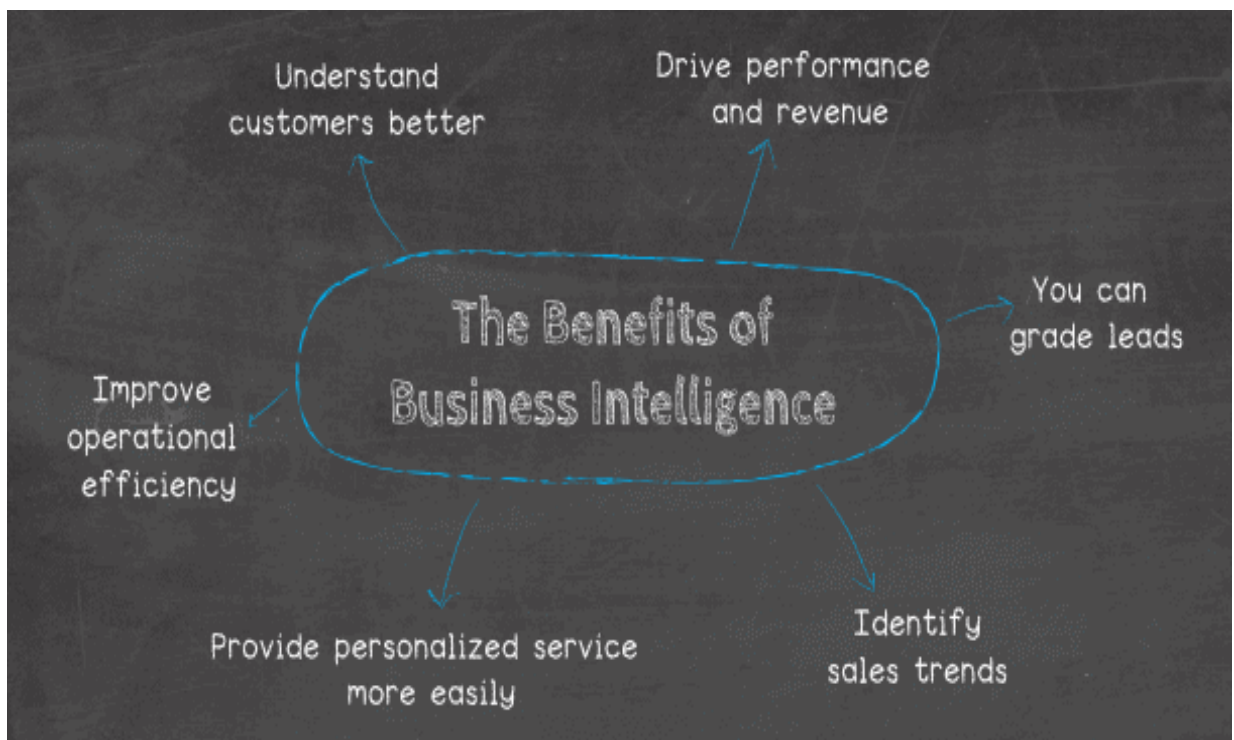 Understand
customers better
Drive performance
and revenue
You can
grade leads
The Benefits of
Business Intelligence
Improve
operational
efficiency
Provide personalized service
more easily
Identify
sales trends